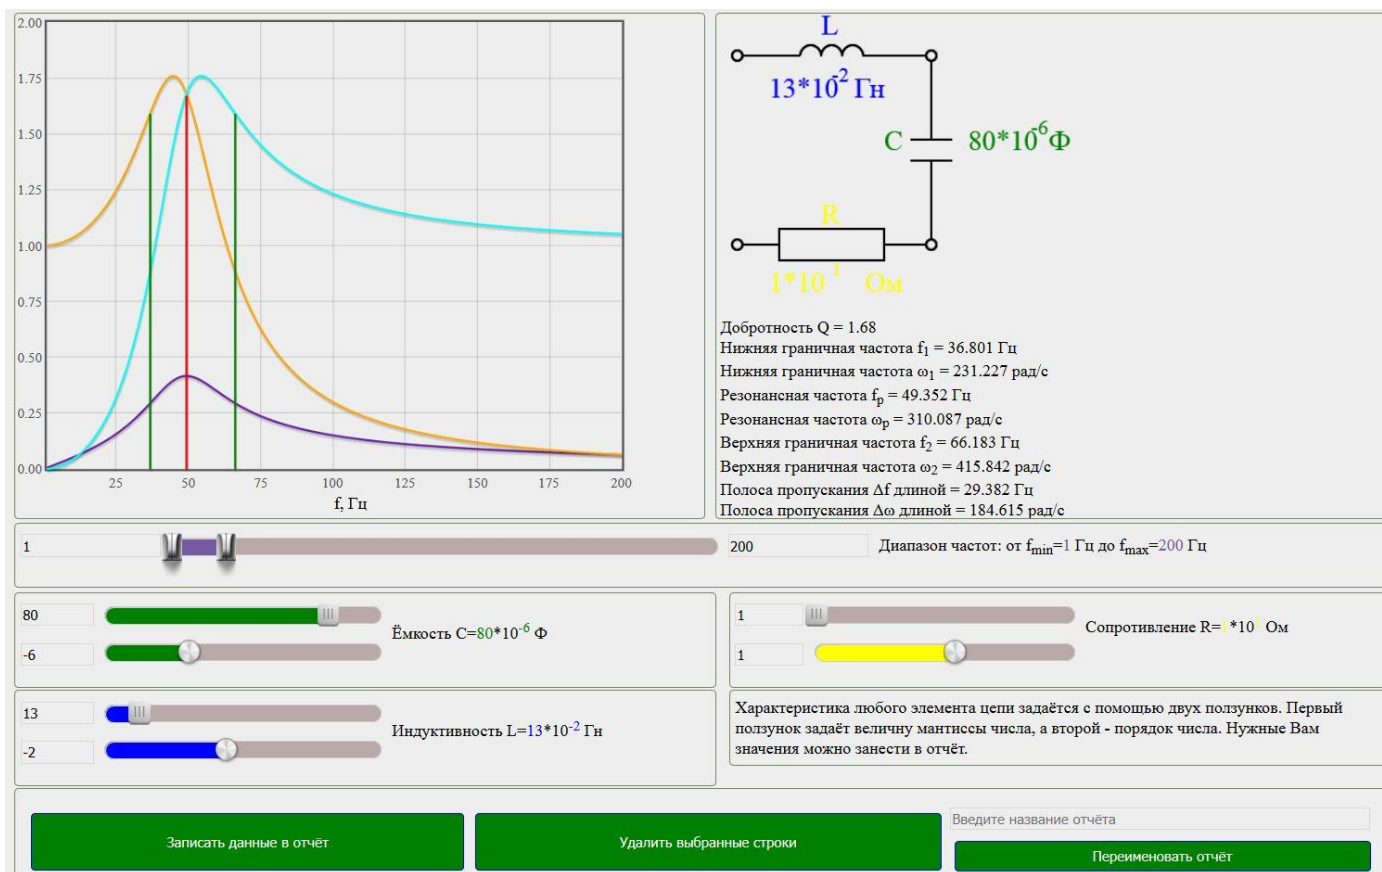 2.00
1.75
1.50
1.25
1.00
0.75
0.50
0.25
0.00
25 50 75 100 125 150 175 200
f, Гц
L
13*10-2 Гн
C 80*10-6Ф
R
1*10 1 Ом
Добротность Q = 1.68
Нижняя граничная частота f1 = 36.801 Гц
Нижняя граничная частота ω1 = 231.227 рад/с
Резонансная частота fp = 49.352 Гц
Резонансная частота ωp = 310.087 рад/с
Верхняя граничная частота f2 = 66.183 Гц
Верхняя граничная частота ω2 = 415.842 рад/с
Полоса пропускания Δf длиной = 29.382 Гц
Полоса пропускания Δω длиной = 184.615 рад/с
1 200 Диапазон частот: от fmin=1 Гц до fmax=200 Гц
80
-6
Ёмкость C=80*10-6 Ф
1
1
Сопротивление R=1*101 Ом
13
-2
Индуктивность L=13*10-2 Гн
Характеристика любого элемента цепи задаётся с помощью двух ползунков. Первый
ползунок задаёт величну мантиссы числа, а второй - порядок числа. Нужные Вам
значения можно занести в отчёт.
Записать данные в отчёт
Удалить выбранные строки
Введите название отчёта
Переименовать отчёт